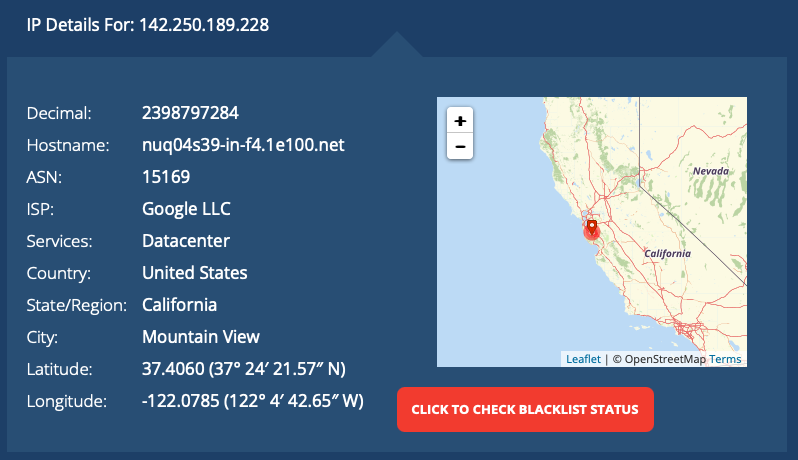 IP Details For: 142.250.189.228
Decimal: 2398797284
Hostname: nuq04s39-in-f4.1e100.net
ASN: 15169
ISP: Google LLC
Services: Datacenter
Country: United States
State/Region: California
City: Mountain View
Latitude: 37.4060 (37° 24′ 21.57″ N)
Longitude: -122.0785 (122° 4′ 42.65″ W)
+
−
Nevada
California
Leaflet | © OpenStreetMap Terms
CLICK TO CHECK BLACKLIST STATUS